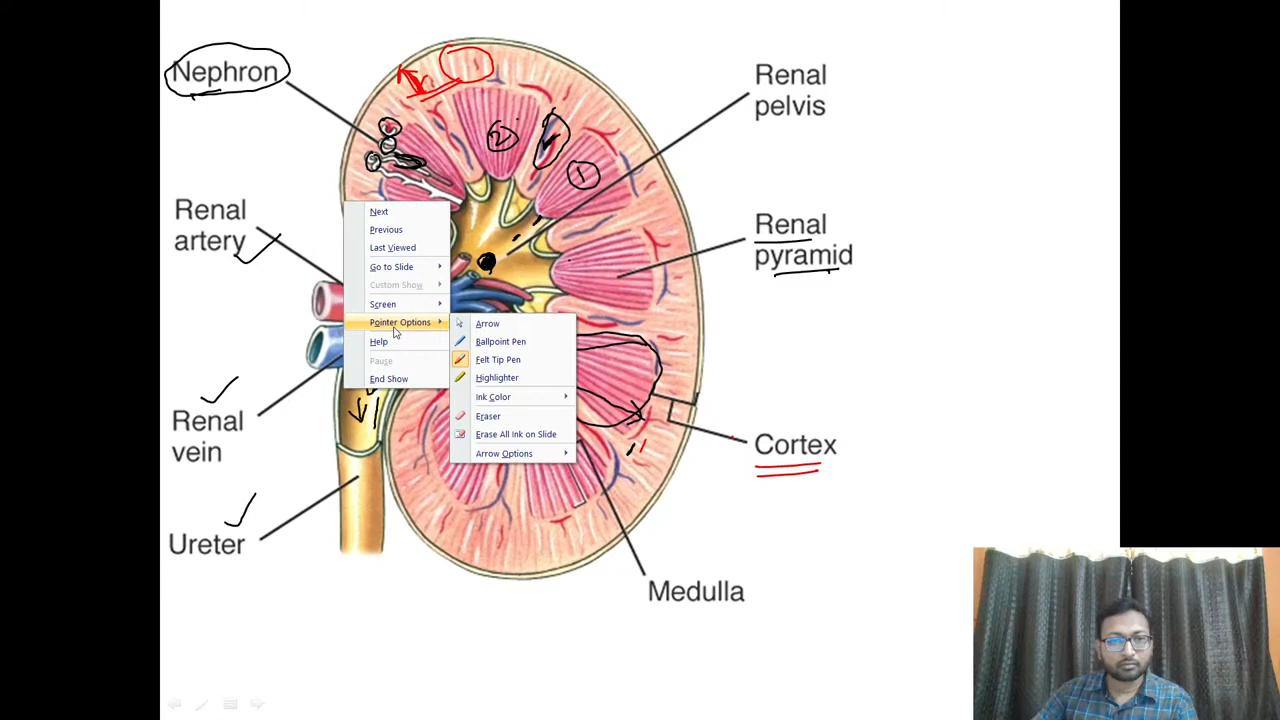 Nephron
Renal
pelvis
Renal
artery
Renal
pyramid
Renal
vein
Cortex
Ureter
Medulla
2
1
Next
Previous
Last Viewed
Go to Slide
Custom Show
Screen
Pointer Options
Help
Pause
End Show
Arrow
Ballpoint Pen
Felt Tip Pen
Highlighter
Ink Color
Eraser
Erase All Ink on Slide
Arrow Options